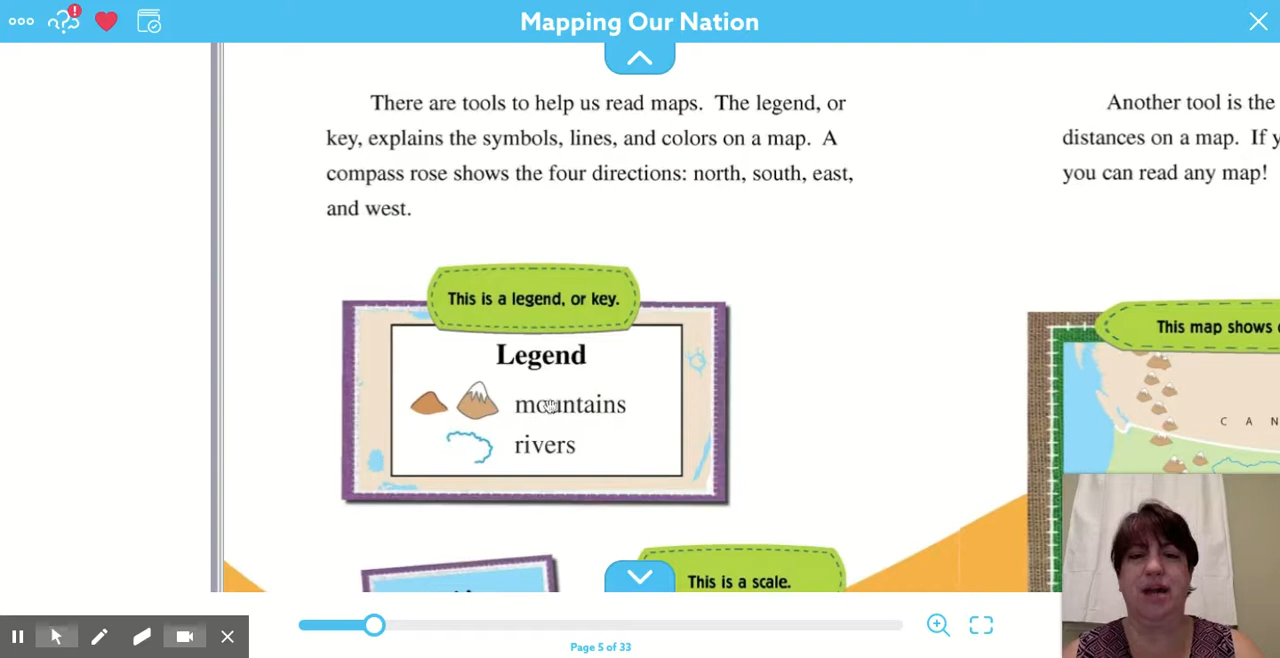 Mapping Our Nation
There are tools to help us read maps. The legend, or
key, explains the symbols, lines, and colors on a map. A
compass rose shows the four directions: north, south, east,
and west.
Another tool is the
distances on a map. If
you can read any map!
This is a legend, or key.
Legend
mountains
rivers
This map shows
C A N
This is a scale.
Page 5 of 33